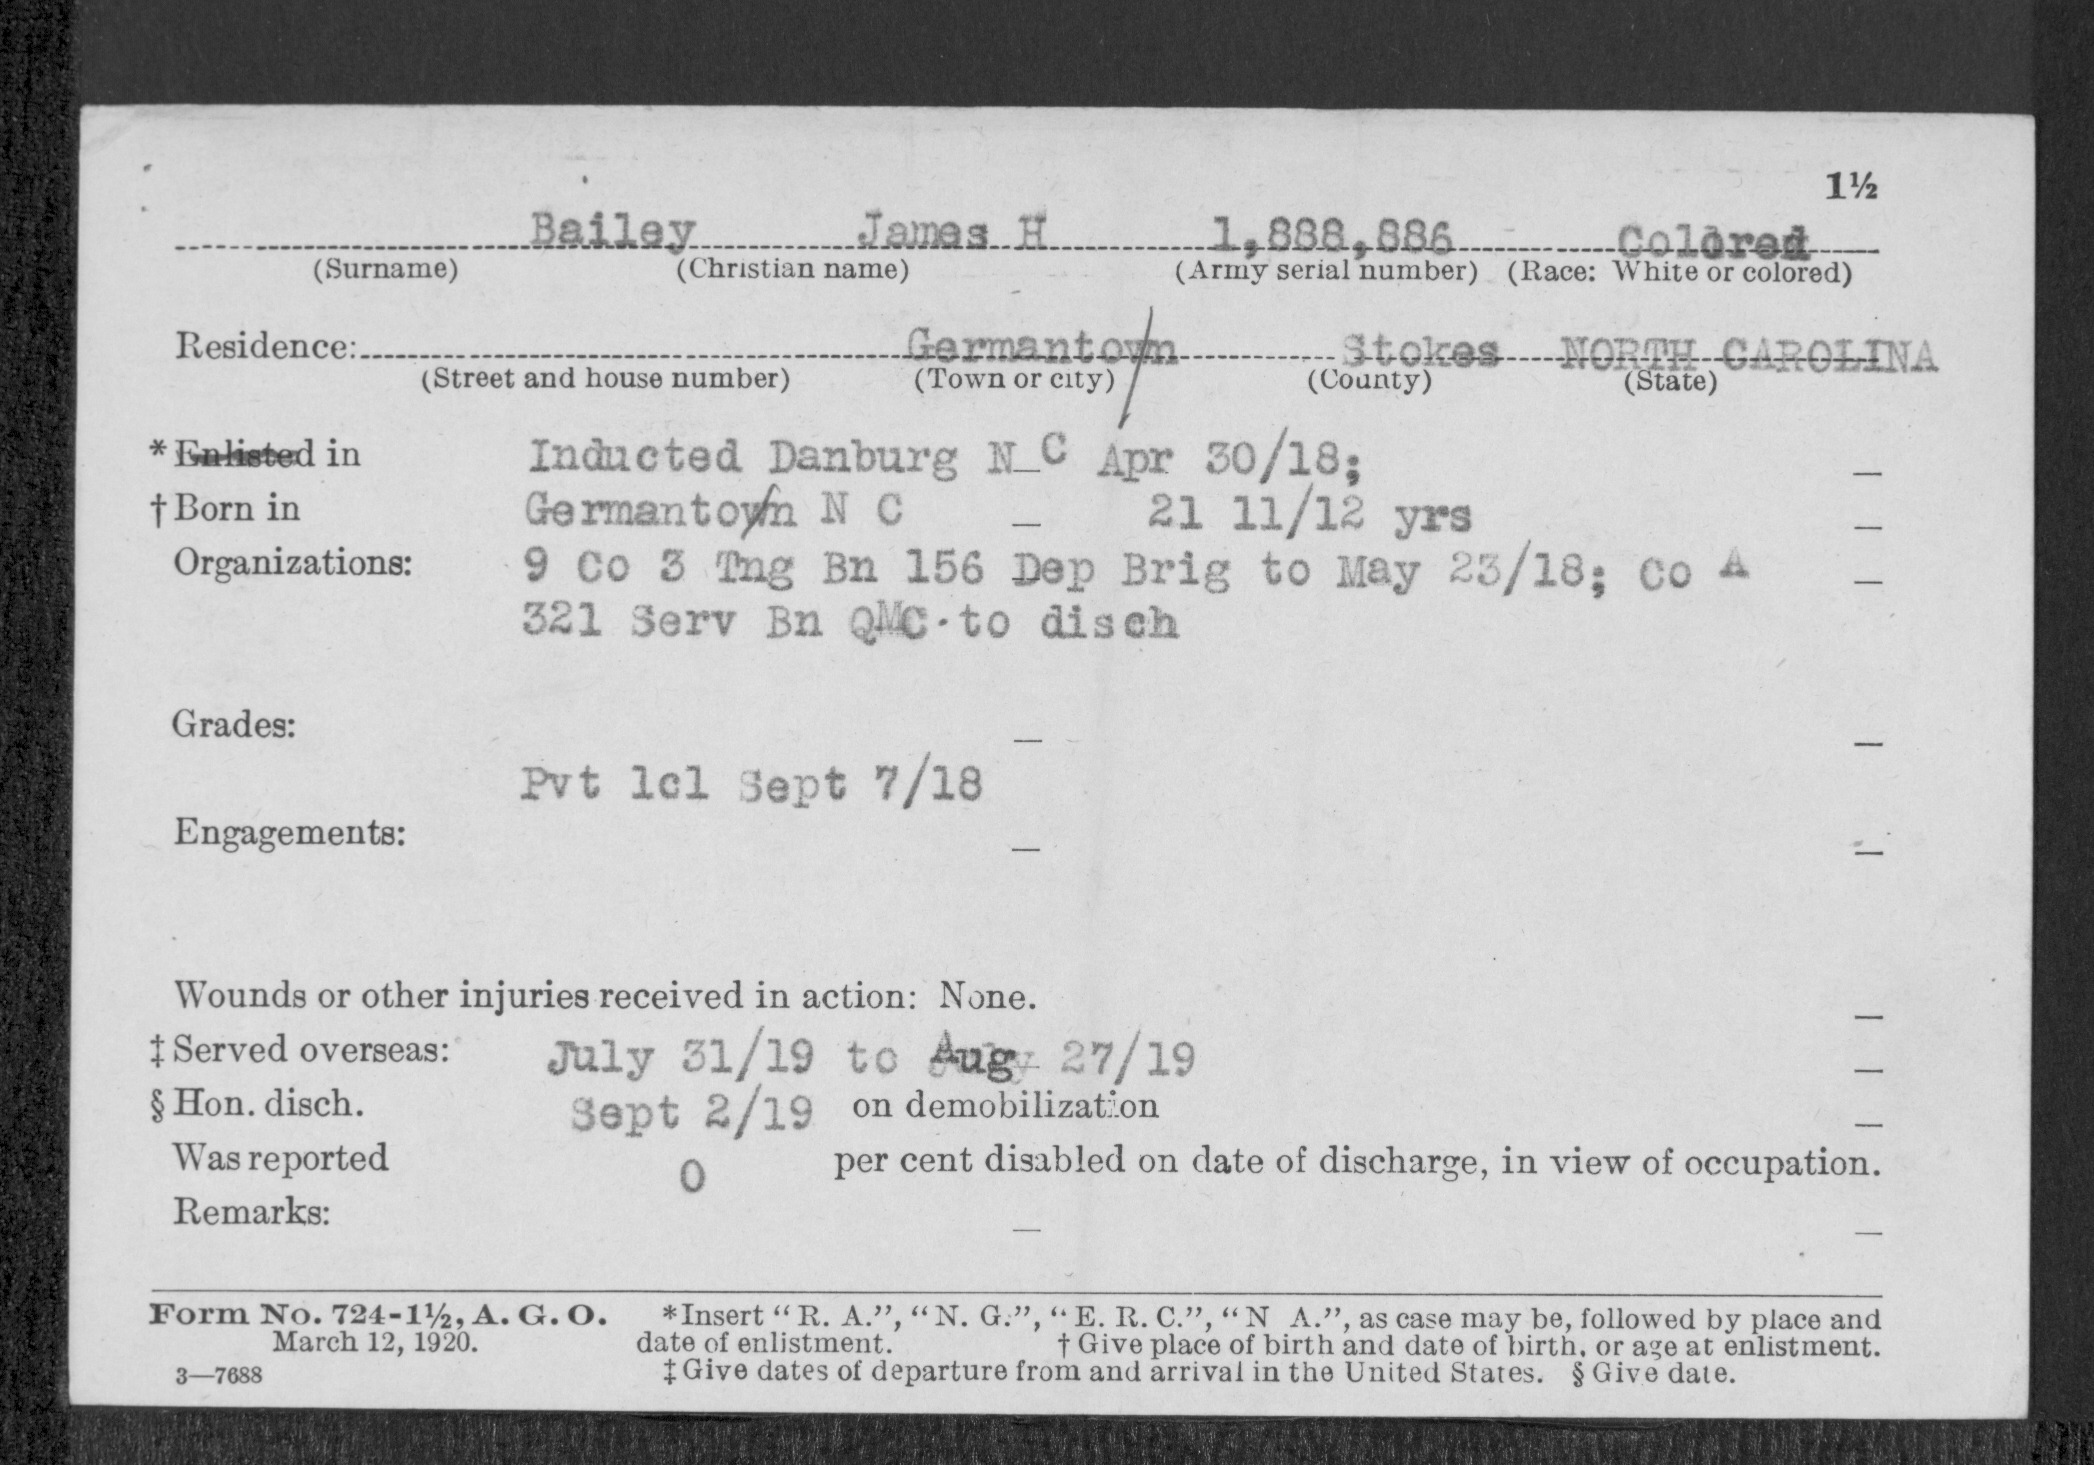 1½
Bailey James H 1,888,886 Colored
(Surname) (Christian name) (Army serial number) (Race: White or colored)
Residence: Germantown Stokes NORTH CAROLINA
(Street and house number) (Town or city) (County) (State)
* Enlisted in Inducted Danburg N C Apr 30/18;
† Born in Germantown N C 21 11/12 yrs
Organizations: 9 Co 3 Tng Bn 156 Dep Brig to May 23/18; Co A
321 Serv Bn QMC to disch
Grades:
Pvt 1cl Sept 7/18
Engagements:
Wounds or other injuries received in action: None.
‡ Served overseas: July 31/19 to Aug 27/19
§ Hon. disch. Sept 2/19 on demobilization
Was reported 0 per cent disabled on date of discharge, in view of occupation.
Remarks:
Form No. 724-1½, A. G. O. * Insert “R. A.”, “N. G.”, “E. R. C.”, “N A.”, as case may be, followed by place and
March 12, 1920. date of enlistment. † Give place of birth and date of birth, or age at enlistment.
3—7688 ‡ Give dates of departure from and arrival in the United States. § Give date.